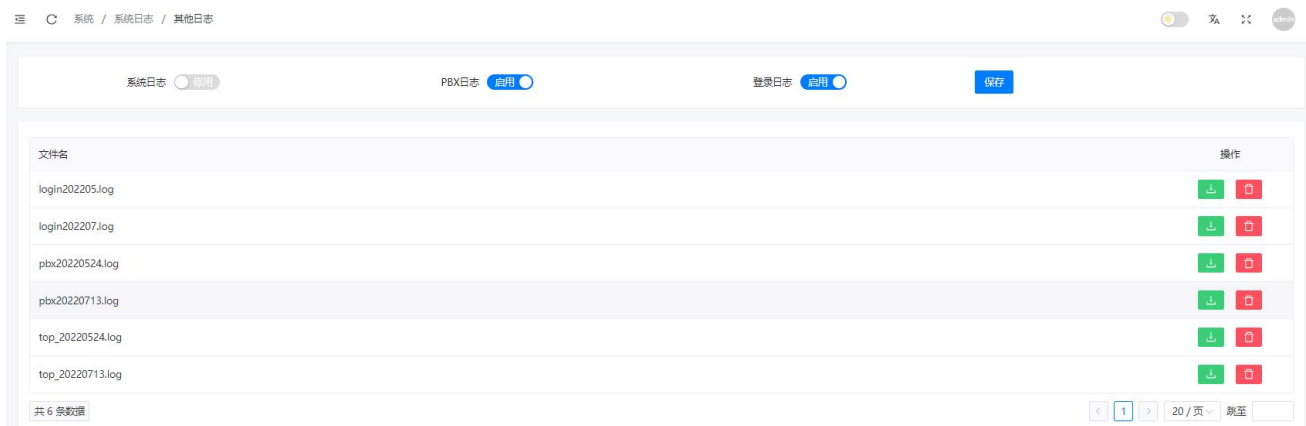 系统 / 系统日志 / 其他日志
admin
系统日志 停用 PBX日志 启用 登录日志 启用 保存
文件名 操作
login202205.log
login202207.log
pbx20220524.log
pbx20220713.log
top_20220524.log
top_20220713.log
共 6 条数据 1 20 / 页 跳至